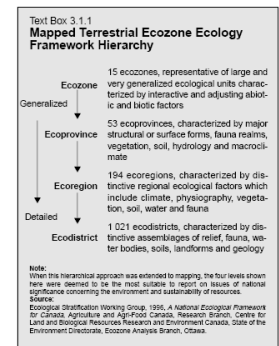 Text Box 3.1.1
Mapped Terrestrial Ecozone Ecology
Framework Hierarchy
Ecozone
15 ecozones, representative of large and
very generalized ecological units charac-
terized by interactive and adjusting abiot-
ic and biotic factors
Generalized
Ecoprovince
53 ecoprovinces, characterized by major
structural or surface forms, fauna realms,
vegetation, soil, hydrology and macrocli-
mate
Ecoregion
194 ecoregions, characterized by dis-
tinctive regional ecological factors which
include climate, physiography, vegeta-
tion, soil, water and fauna
Detailed
Ecodistrict
1 021 ecodistricts, characterized by dis-
tinctive assemblages of relief, fauna, wa-
ter bodies, soils, landforms and geology
Note:
When this hierarchical approach was extended to mapping, the four levels shown
here were deemed to be the most suitable to report on issues of national
significance concerning the environment and sustainability of resources.
Source:
Ecological Stratification Working Group, 1996, A National Ecological Framework
for Canada, Agriculture and Agri-Food Canada, Research Branch, Centre for
Land and Biological Resources Research and Environment Canada, State of the
Environment Directorate, Ecozone Analysis Branch, Ottawa.